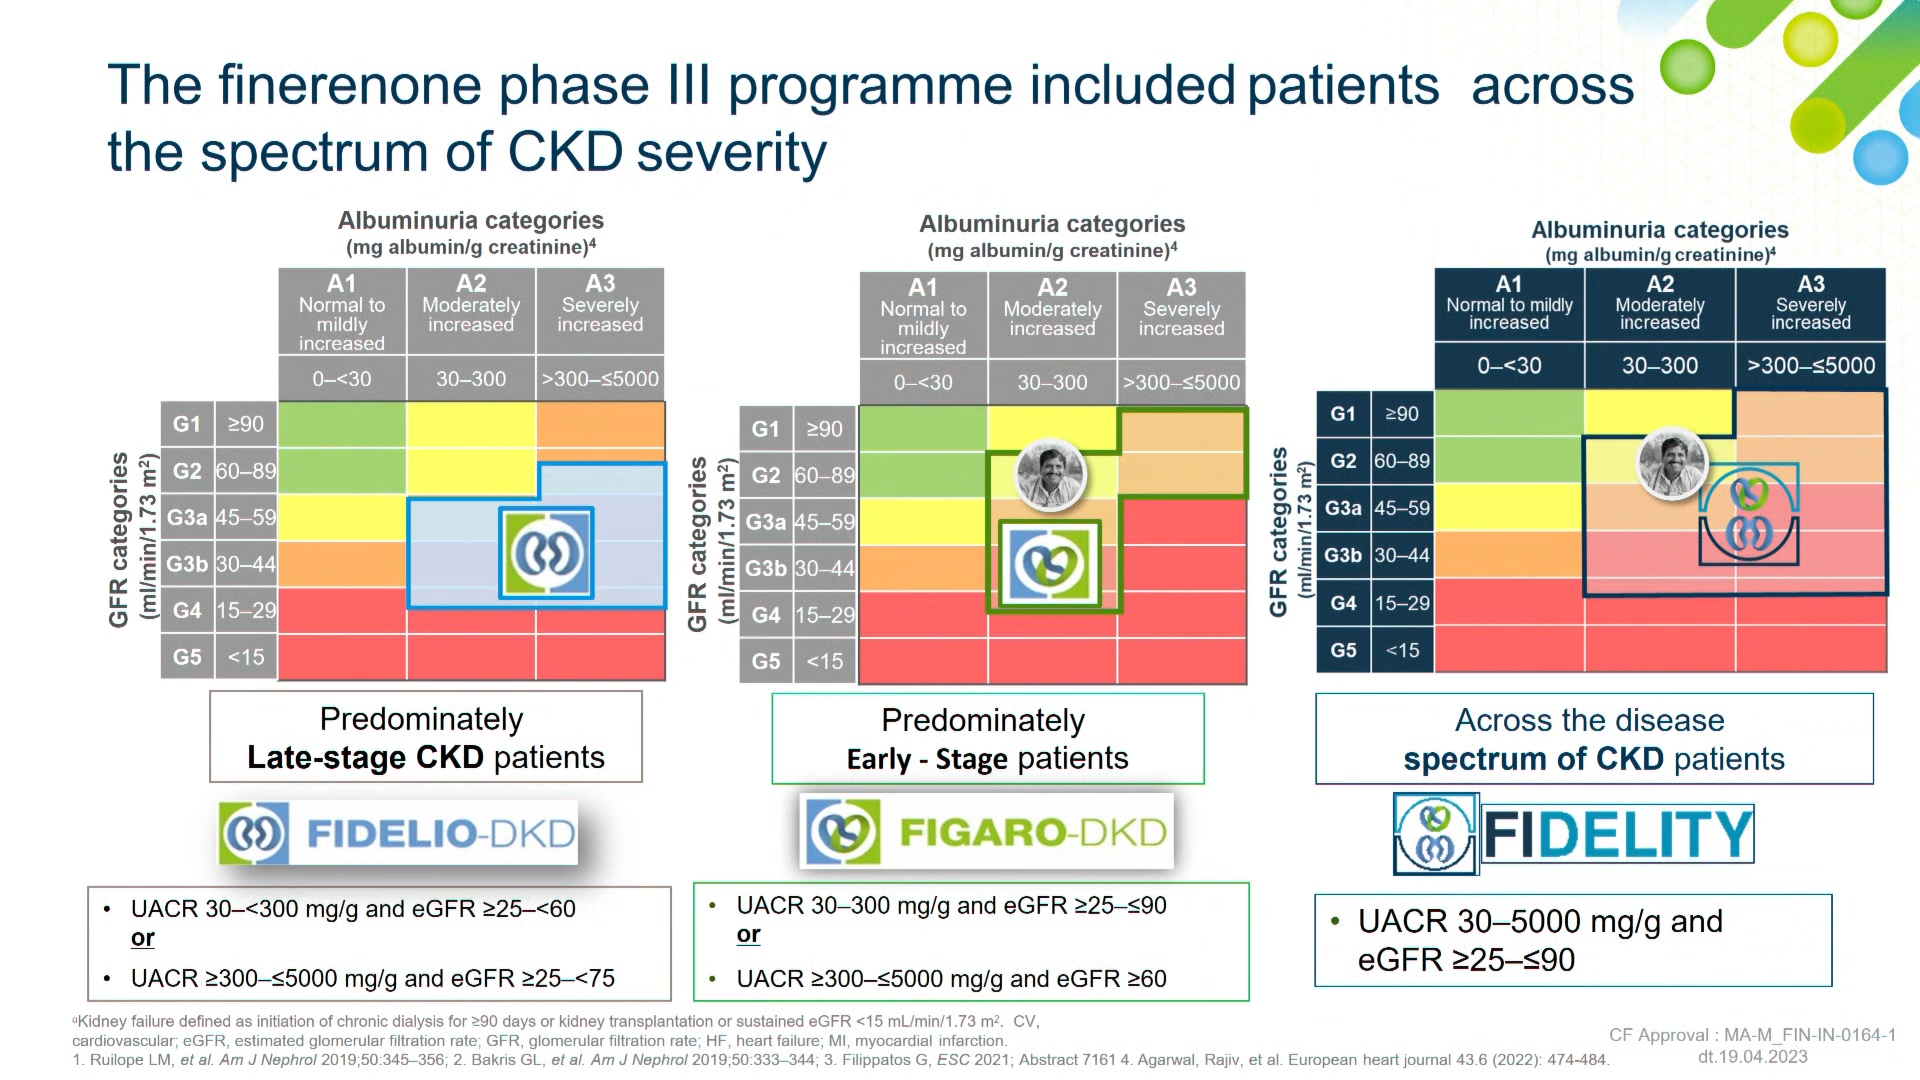 The finerenone phase III programme included patients across
the spectrum of CKD severity
Albuminuria categories
(mg albumin/g creatinine)⁴
A1
Normal to
mildly
increased
A2
Moderately
increased
A3
Severely
increased
0–<30
30–300
>300–≤5000
GFR categories
(ml/min/1.73 m²)
G1 ≥90
G2 60–89
G3a 45–59
G3b 30–44
G4 15–29
G5 <15
Predominately
Late-stage CKD patients
FIDELIO-DKD
• UACR 30–<300 mg/g and eGFR ≥25–<60
or
• UACR ≥300–≤5000 mg/g and eGFR ≥25–<75
Albuminuria categories
(mg albumin/g creatinine)⁴
A1
Normal to
mildly
increased
A2
Moderately
increased
A3
Severely
increased
0–<30
30–300
>300–≤5000
GFR categories
(ml/min/1.73 m²)
G1 ≥90
G2 60–89
G3a 45–59
G3b 30–44
G4 15–29
G5 <15
Predominately
Early - Stage patients
FIGARO-DKD
• UACR 30–300 mg/g and eGFR ≥25–≤90
or
• UACR ≥300–≤5000 mg/g and eGFR ≥60
Albuminuria categories
(mg albumin/g creatinine)⁴
A1
Normal to mildly
increased
A2
Moderately
increased
A3
Severely
increased
0–<30
30–300
>300–≤5000
GFR categories
(ml/min/1.73 m²)
G1 ≥90
G2 60–89
G3a 45–59
G3b 30–44
G4 15–29
G5 <15
Across the disease
spectrum of CKD patients
FIDELITY
• UACR 30–5000 mg/g and
eGFR ≥25–≤90
ᵃKidney failure defined as initiation of chronic dialysis for ≥90 days or kidney transplantation or sustained eGFR <15 mL/min/1.73 m². CV,
cardiovascular; eGFR, estimated glomerular filtration rate; GFR, glomerular filtration rate; HF, heart failure; MI, myocardial infarction.
1. Ruilope LM, et al. Am J Nephrol 2019;50:345–356; 2. Bakris GL, et al. Am J Nephrol 2019;50:333–344; 3. Filippatos G, ESC 2021; Abstract 7161 4. Agarwal, Rajiv, et al. European heart journal 43.6 (2022): 474-484.
CF Approval : MA-M_FIN-IN-0164-1
dt.19.04.2023